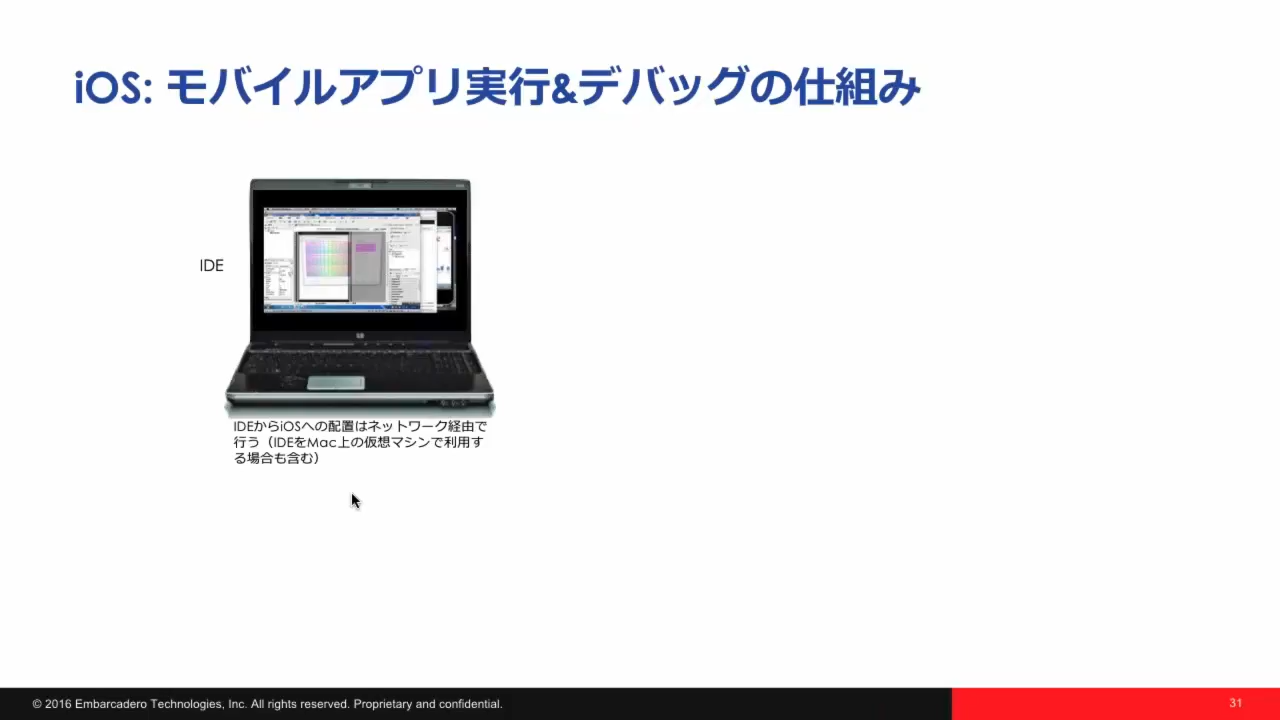 iOS: モバイルアプリ実行&デバッグの仕組み
IDE
IDEからiOSへの配置はネットワーク経由で
行う（IDEをMac上の仮想マシンで利用す
る場合も含む）
© 2016 Embarcadero Technologies, Inc. All rights reserved. Proprietary and confidential.
31